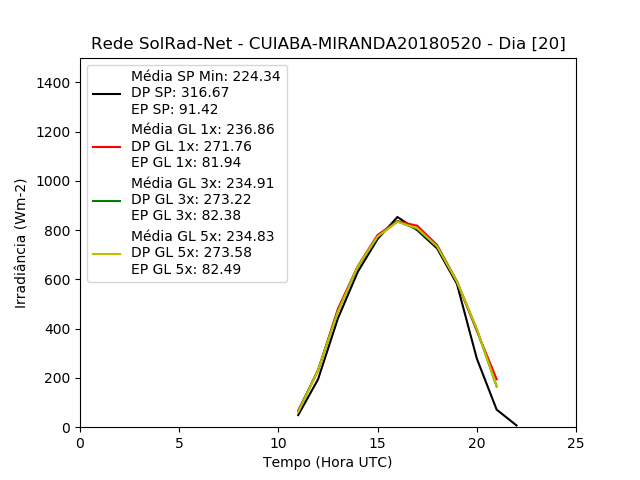 Rede SolRad-Net - CUIABA-MIRANDA20180520 - Dia [20]
Média SP Min: 224.34
DP SP: 316.67
EP SP: 91.42
Média GL 1x: 236.86
DP GL 1x: 271.76
EP GL 1x: 81.94
Média GL 3x: 234.91
DP GL 3x: 273.22
EP GL 3x: 82.38
Média GL 5x: 234.83
DP GL 5x: 273.58
EP GL 5x: 82.49
Irradiância (Wm-2)
1400
1200
1000
800
600
400
200
0
0 5 10 15 20 25
Tempo (Hora UTC)